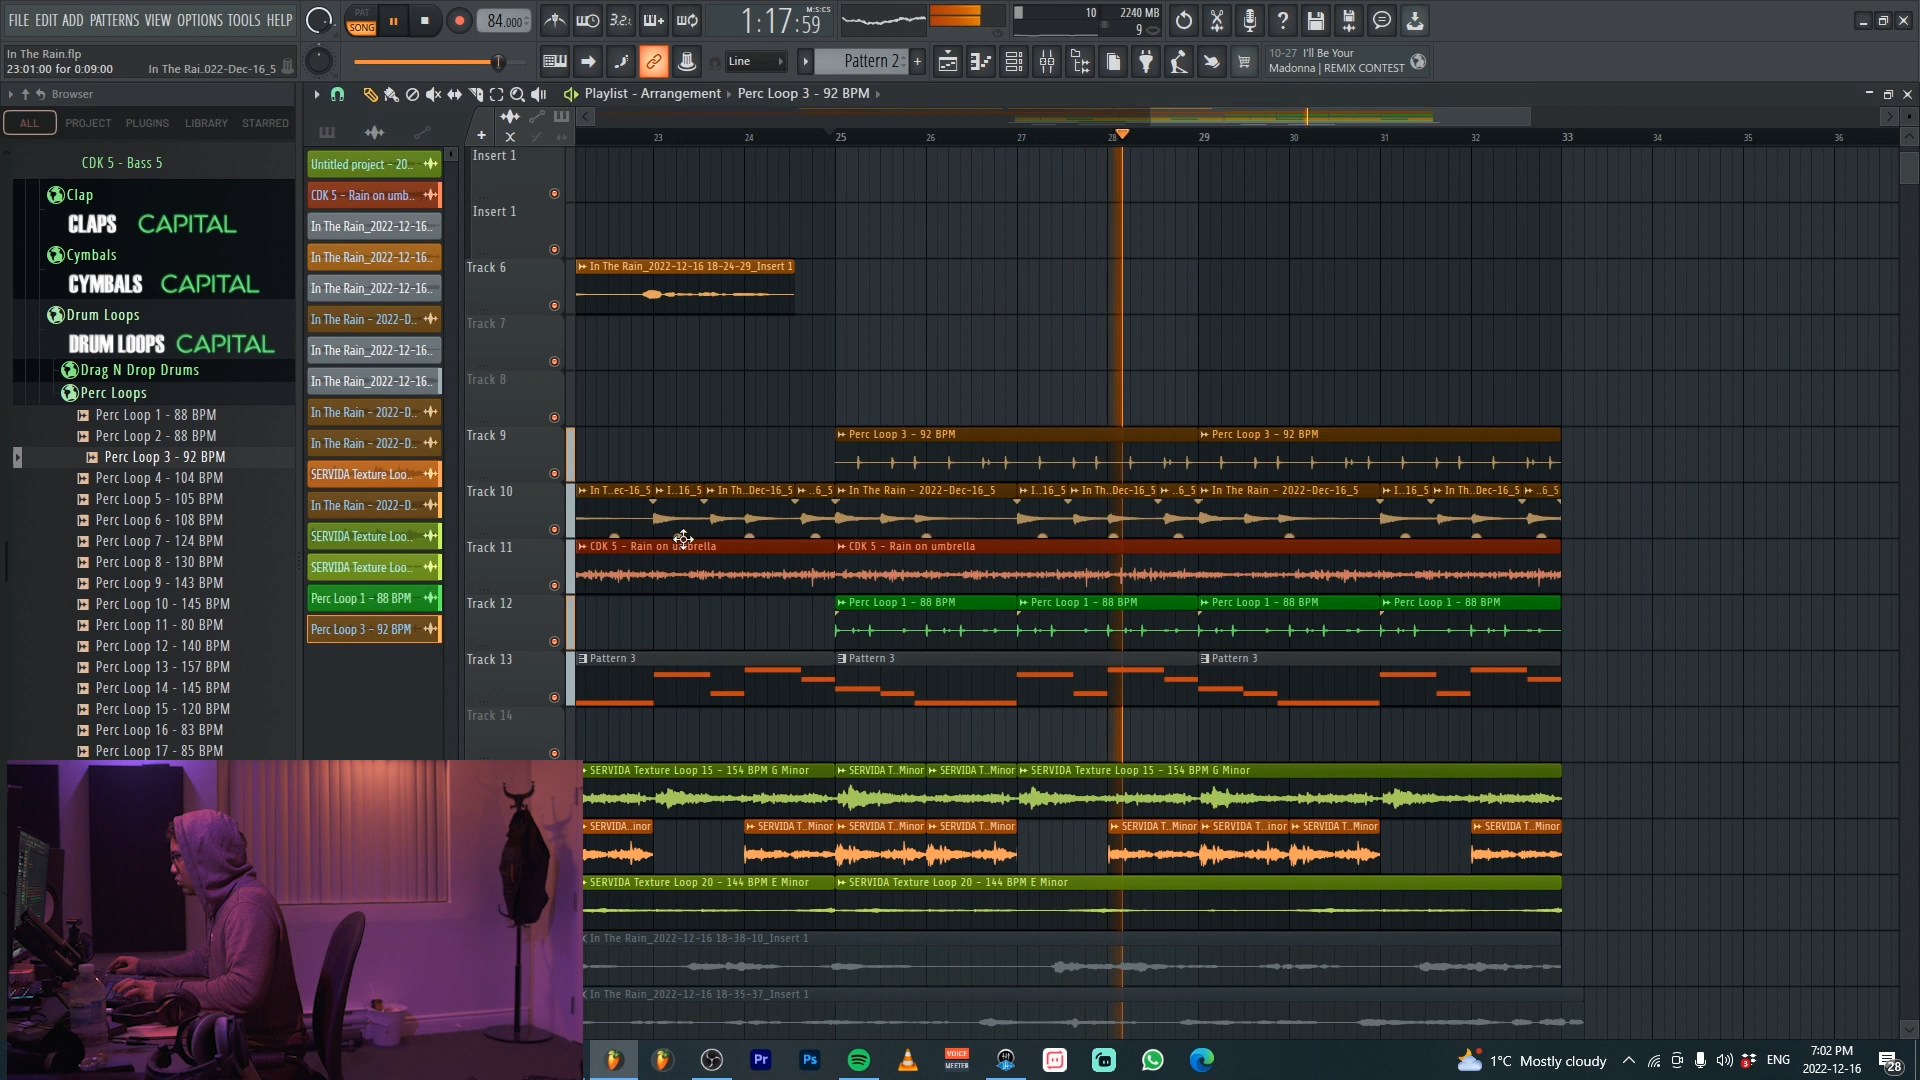 FILE EDIT ADD PATTERNS VIEW OPTIONS TOOLS HELP
PAT
SONG
84.000
3.2.
1:17:59
M:S:CS
10
2240 MB
9
In The Rain.flp
23:01:00 for 0:09:00
In The Rai.022-Dec-16_5
Line
Pattern 2
10-27 I'll Be Your
Madonna | REMIX CONTEST
Browser
Playlist - Arrangement
Perc Loop 3 - 92 BPM
ALL
PROJECT
PLUGINS
LIBRARY
STARRED
23
24
25
26
27
28
29
30
31
32
33
34
35
36
CDK 5 - Bass 5
Clap
CLAPS CAPITAL
Cymbals
CYMBALS CAPITAL
Drum Loops
DRUM LOOPS CAPITAL
Drag N Drop Drums
Perc Loops
Perc Loop 1 - 88 BPM
Perc Loop 2 - 88 BPM
Perc Loop 3 - 92 BPM
Perc Loop 4 - 104 BPM
Perc Loop 5 - 105 BPM
Perc Loop 6 - 108 BPM
Perc Loop 7 - 124 BPM
Perc Loop 8 - 130 BPM
Perc Loop 9 - 143 BPM
Perc Loop 10 - 145 BPM
Perc Loop 11 - 80 BPM
Perc Loop 12 - 140 BPM
Perc Loop 13 - 157 BPM
Perc Loop 14 - 145 BPM
Perc Loop 15 - 120 BPM
Perc Loop 16 - 83 BPM
Perc Loop 17 - 85 BPM
Untitled project - 20..
CDK 5 - Rain on umb..
In The Rain_2022-12-16..
In The Rain_2022-12-16..
In The Rain_2022-12-16..
In The Rain - 2022-D..
In The Rain_2022-12-16..
In The Rain_2022-12-16..
In The Rain - 2022-D..
In The Rain - 2022-D..
SERVIDA Texture Loo..
In The Rain - 2022-D..
SERVIDA Texture Loo..
SERVIDA Texture Loo..
Perc Loop 1 - 88 BPM
Perc Loop 3 - 92 BPM
Insert 1
Insert 1
Track 6
In The Rain_2022-12-16 18-24-29_Insert 1
Track 7
Track 8
Track 9
Perc Loop 3 - 92 BPM
Perc Loop 3 - 92 BPM
Track 10
In T..ec-16_5
I..16_5
In Th..Dec-16_5
..6_5
In The Rain - 2022-Dec-16_5
I..16_5
In Th..Dec-16_5
..6_5
In The Rain - 2022-Dec-16_5
I..16_5
In Th..Dec-16_5
..6_5
Track 11
CDK 5 - Rain on umbrella
CDK 5 - Rain on umbrella
Track 12
Perc Loop 1 - 88 BPM
Perc Loop 1 - 88 BPM
Perc Loop 1 - 88 BPM
Perc Loop 1 - 88 BPM
Track 13
Pattern 3
Pattern 3
Pattern 3
Track 14
SERVIDA Texture Loop 15 - 154 BPM G Minor
SERVIDA T..Minor
SERVIDA T..Minor
SERVIDA Texture Loop 15 - 154 BPM G Minor
SERVIDA..inor
SERVIDA T..Minor
SERVIDA T..Minor
SERVIDA T..Minor
SERVIDA T..Minor
SERVIDA T..inor
SERVIDA T..Minor
SERVIDA T..Minor
SERVIDA Texture Loop 20 - 144 BPM E Minor
SERVIDA Texture Loop 20 - 144 BPM E Minor
In The Rain_2022-12-16 18-38-10_Insert 1
In The Rain_2022-12-16 18-35-37_Insert 1
Pr
Ps
VOICE
MEETER
1°C Mostly cloudy
ENG
7:02 PM
2022-12-16
28